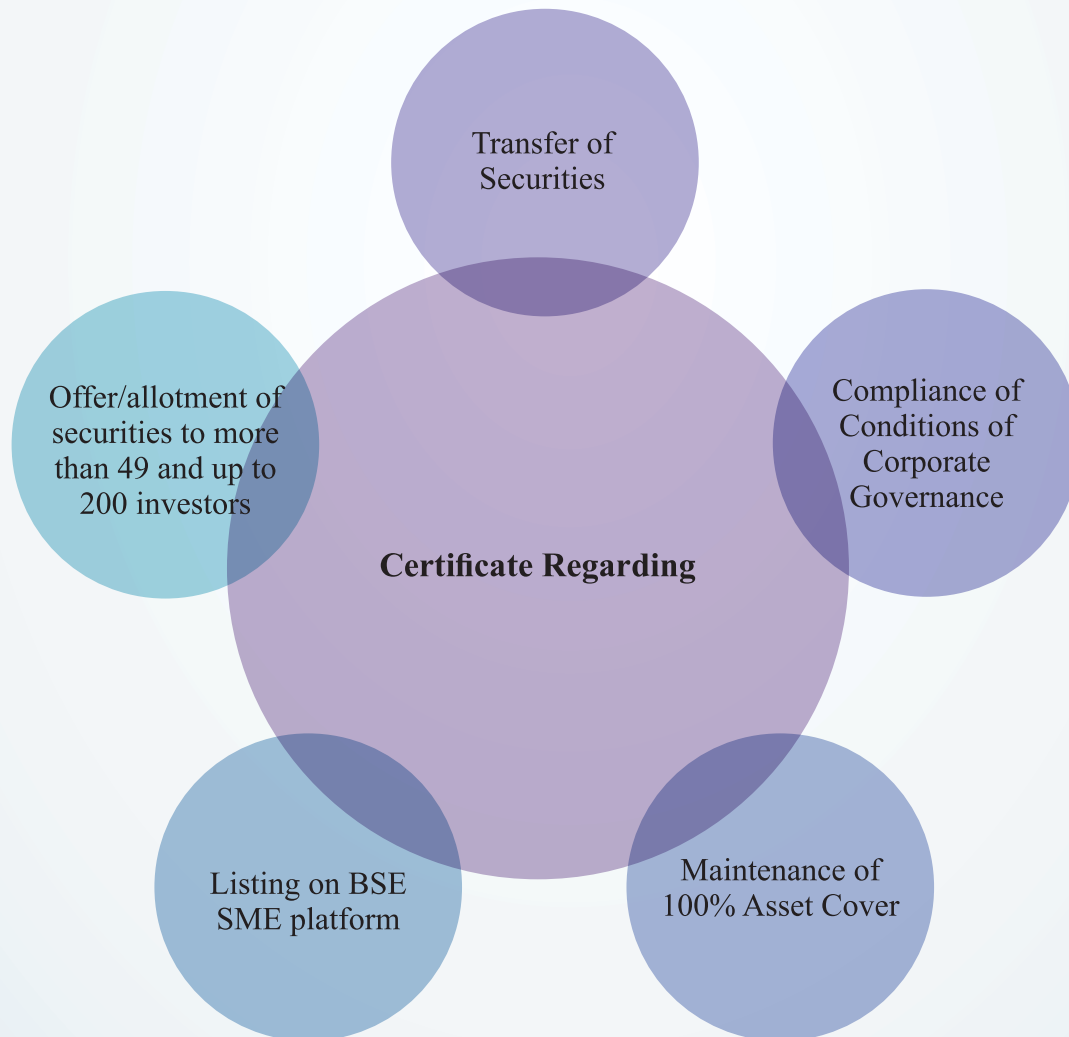 Transfer of
Securities
Offer/allotment of
securities to more
than 49 and up to
200 investors
Compliance of
Conditions of
Corporate
Governance
Certificate Regarding
Listing on BSE
SME platform
Maintenance of
100% Asset Cover